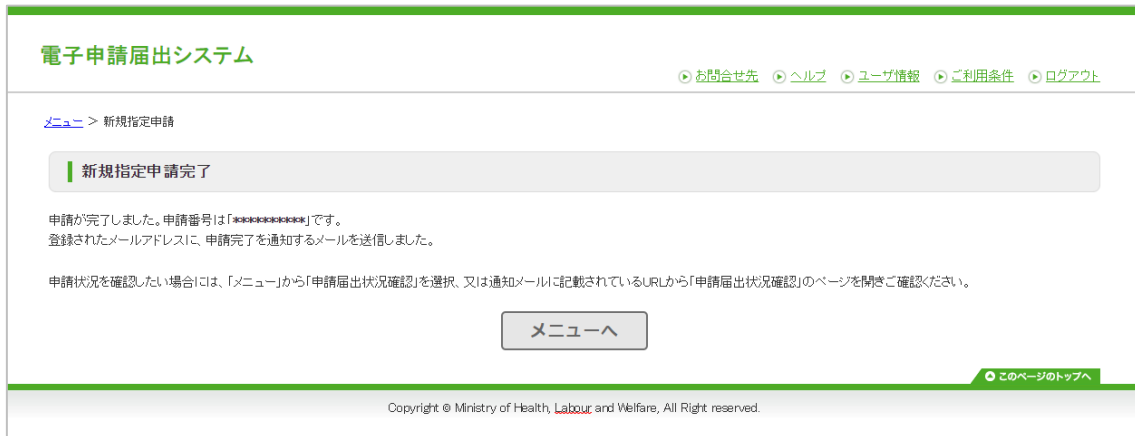 電子申請届出システム
お問合せ先 ヘルプ ユーザ情報 ご利用条件 ログアウト
メニュー > 新規指定申請
新規指定申請完了
申請が完了しました。申請番号は「**********」です。
登録されたメールアドレスに、申請完了を通知するメールを送信しました。
申請状況を確認したい場合には、「メニュー」から「申請届出状況確認」を選択、又は通知メールに記載されているURLから「申請届出状況確認」のページを開きご確認ください。
メニューへ
このページのトップへ
Copyright © Ministry of Health, Labour and Welfare, All Right reserved.